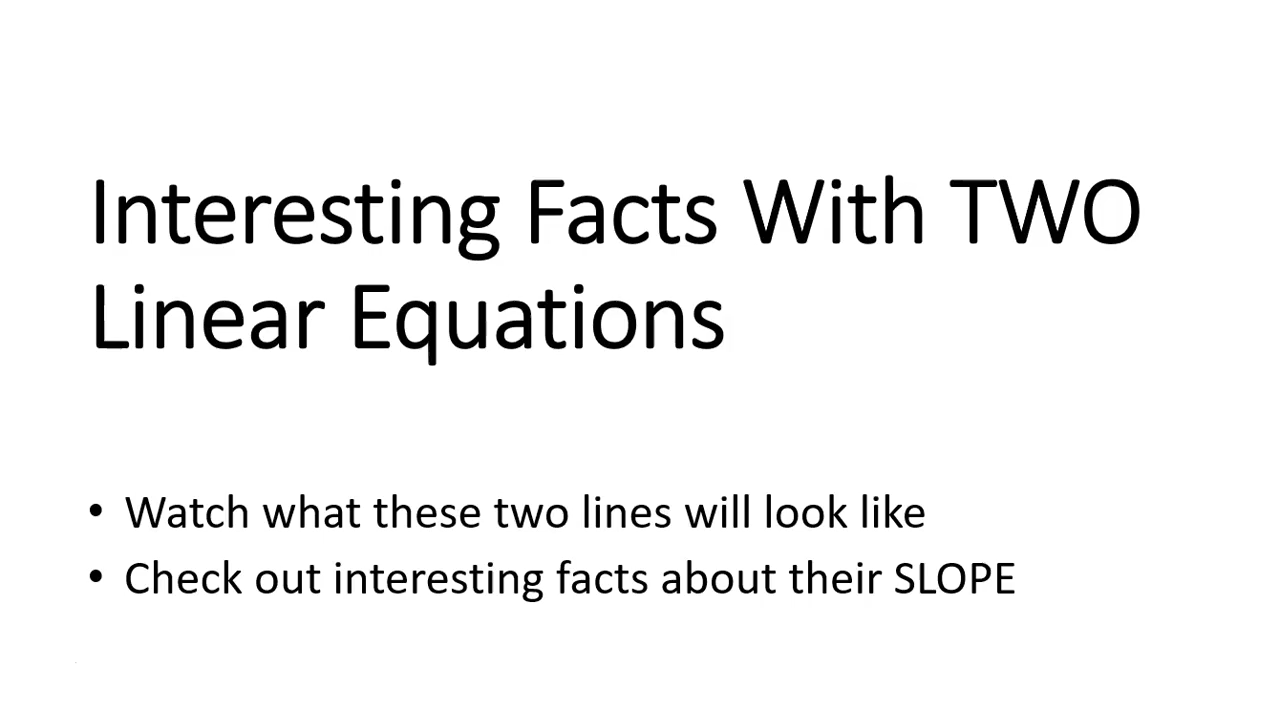 Interesting Facts With TWO
Linear Equations
• Watch what these two lines will look like
• Check out interesting facts about their SLOPE